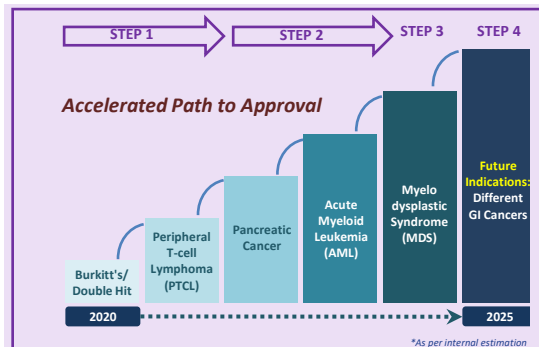 STEP 1
STEP 2
STEP 3
STEP 4
Accelerated Path to Approval
Burkitt's/
Double Hit
Peripheral
T-cell
Lymphoma
(PTCL)
Pancreatic
Cancer
Acute
Myeloid
Leukemia
(AML)
Myelo
dysplastic
Syndrome
(MDS)
Future
Indications:
Different
GI Cancers
2020
2025
*As per internal estimation